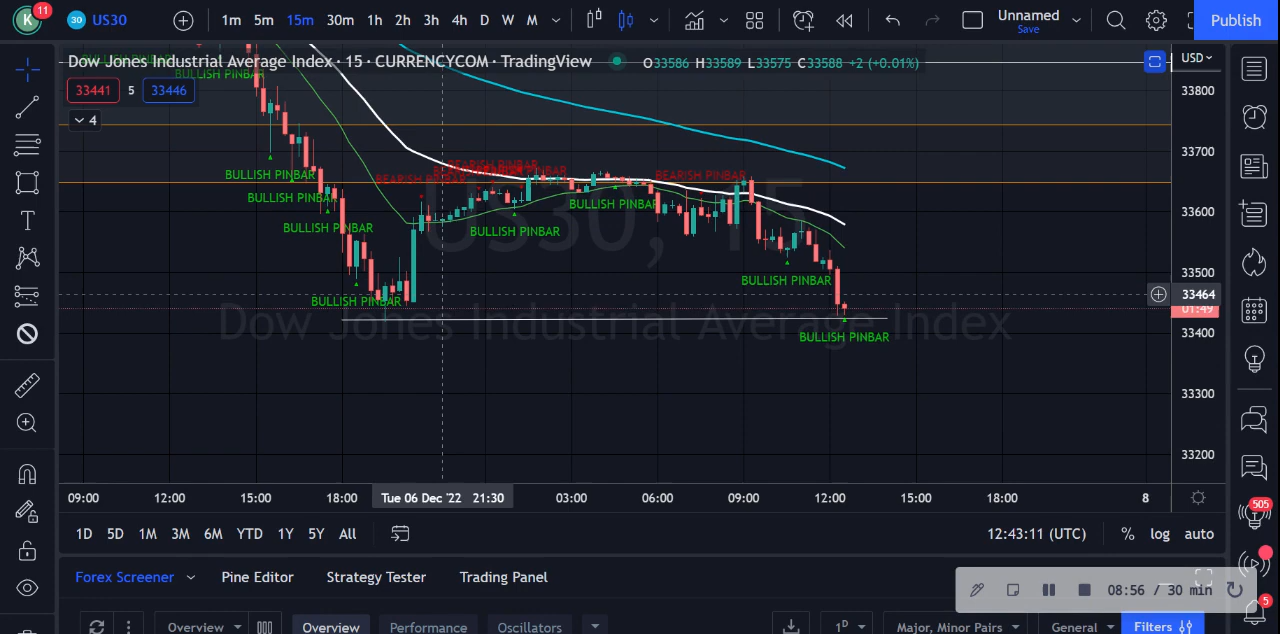 K 11 30 US30 1m 5m 15m 30m 1h 2h 3h 4h D W M Unnamed Save Publish
Dow Jones Industrial Average Index · 15 · CURRENCYCOM · TradingView O33586 H33589 L33575 C33588 +2 (+0.01%) USD
BULLISH PINBAR
33441 5 33446 33800
4
33700
BEARISH PINBAR
BULLISH PINBAR BEARISH PINBAR
BULLISH PINBAR BULLISH PINBAR
US30, 15 33600
BULLISH PINBAR BULLISH PINBAR
33500
BULLISH PINBAR
33464
BULLISH PINBAR 01:49
Dow Jones Industrial Average Index
33400
BULLISH PINBAR
33300
33200
09:00 12:00 15:00 18:00 Tue 06 Dec '22 21:30 03:00 06:00 09:00 12:00 15:00 18:00 8
505
1D 5D 1M 3M 6M YTD 1Y 5Y All 12:43:11 (UTC) % log auto
Forex Screener Pine Editor Strategy Tester Trading Panel
08:56 / 30 min
5
Overview Overview Performance Oscillators 1D Major, Minor Pairs General Filters